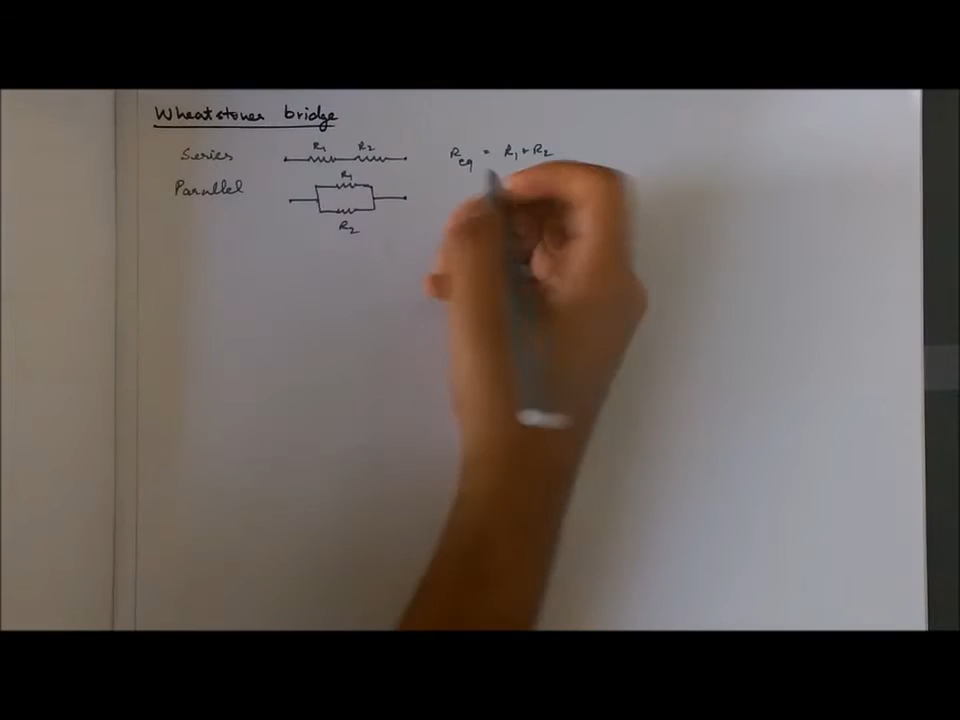 Wheatstones bridge
Series R1 R2 Req = R1 + R2
Parallel R1
R2